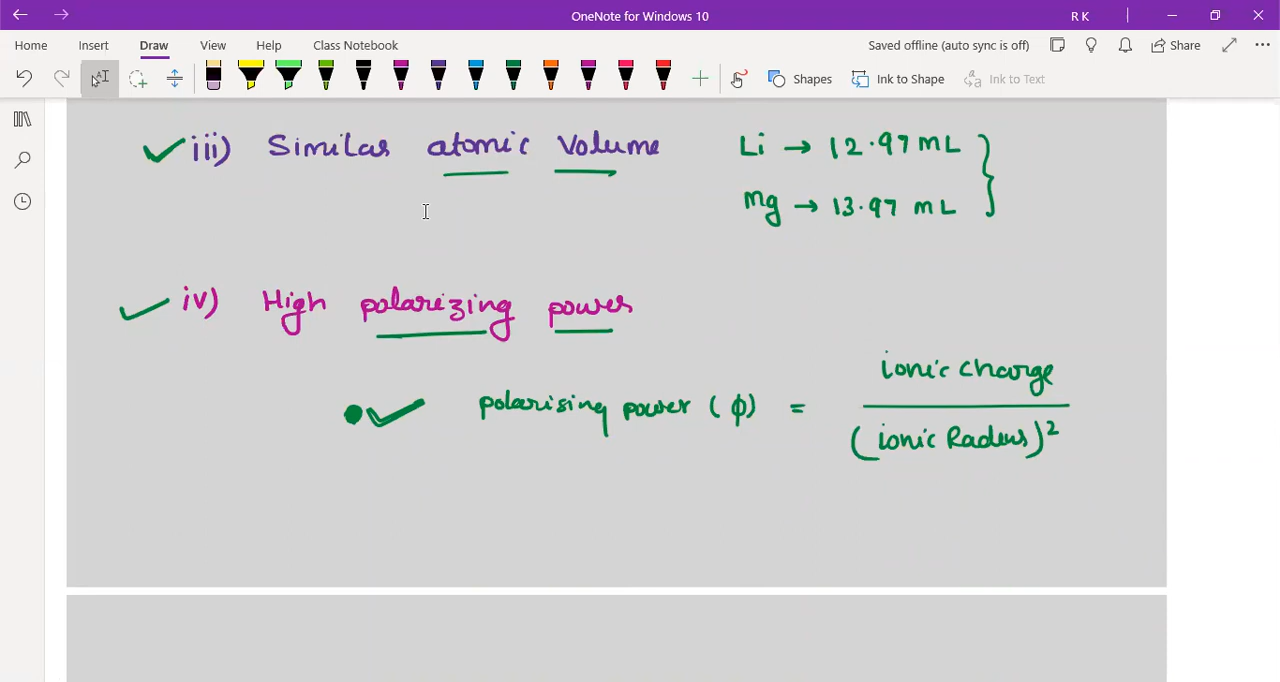 OneNote for Windows 10
R K
Home Insert Draw View Help Class Notebook
Saved offline (auto sync is off) Share
Shapes Ink to Shape Ink to Text
iii) Similar atomic Volume Li → 12.97 mL
Mg → 13.97 mL
iv) High polarizing power
polarising power (ϕ) = ionic charge
(ionic Radius)²